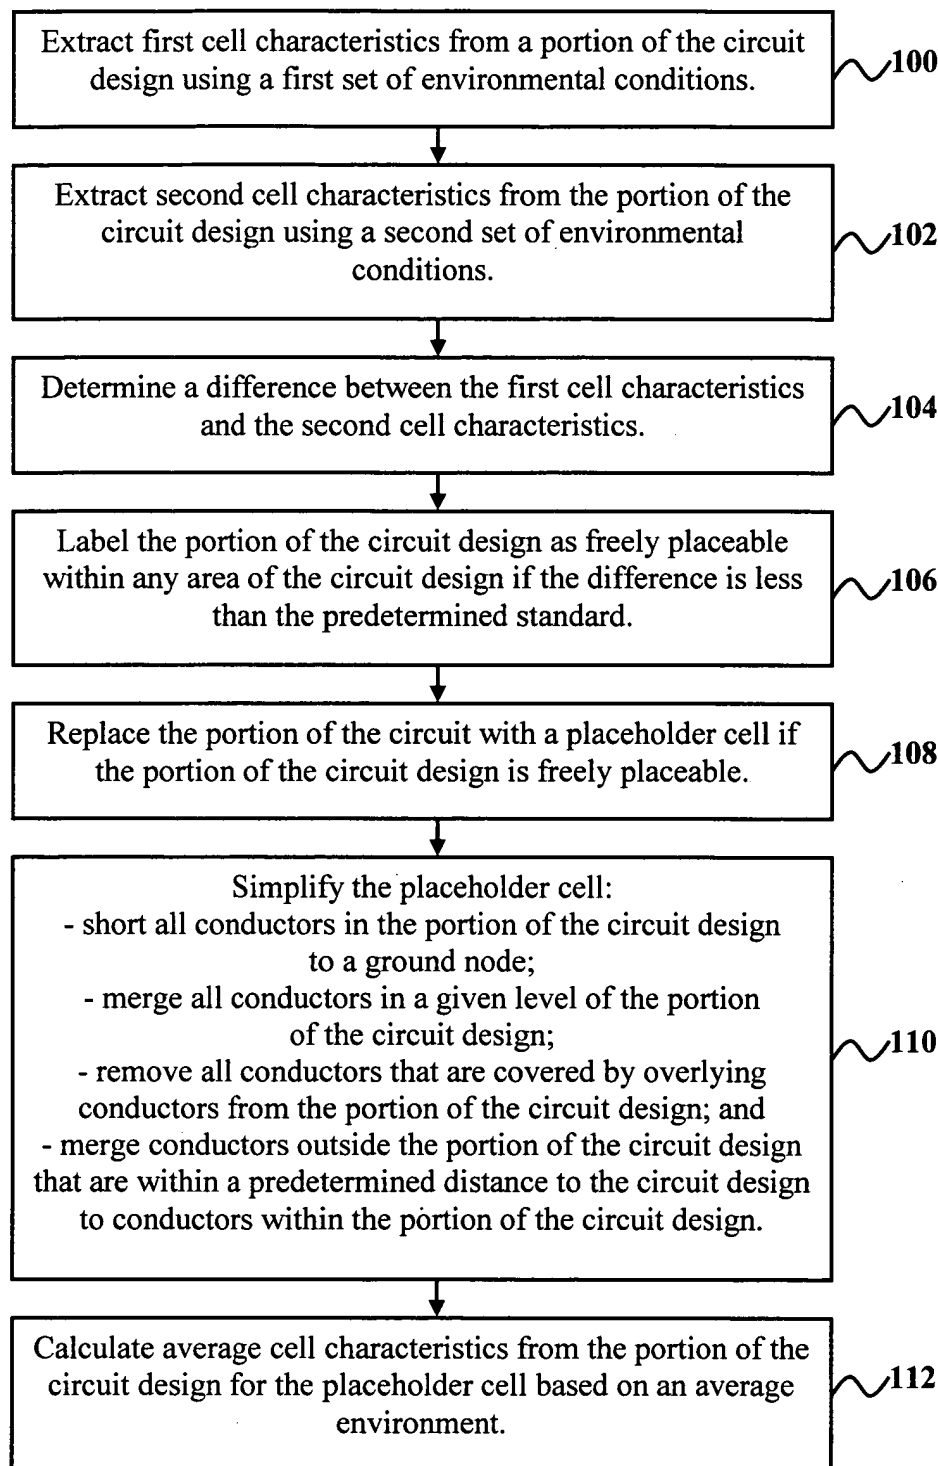 Extract first cell characteristics from a portion of the circuit
design using a first set of environmental conditions.
100
Extract second cell characteristics from the portion of the
circuit design using a second set of environmental
conditions.
102
Determine a difference between the first cell characteristics
and the second cell characteristics.
104
Label the portion of the circuit design as freely placeable
within any area of the circuit design if the difference is less
than the predetermined standard.
106
Replace the portion of the circuit with a placeholder cell if
the portion of the circuit design is freely placeable.
108
Simplify the placeholder cell:
- short all conductors in the portion of the circuit design
to a ground node;
- merge all conductors in a given level of the portion
of the circuit design;
- remove all conductors that are covered by overlying
conductors from the portion of the circuit design; and
- merge conductors outside the portion of the circuit design
that are within a predetermined distance to the circuit design
to conductors within the portion of the circuit design.
110
Calculate average cell characteristics from the portion of the
circuit design for the placeholder cell based on an average
environment.
112